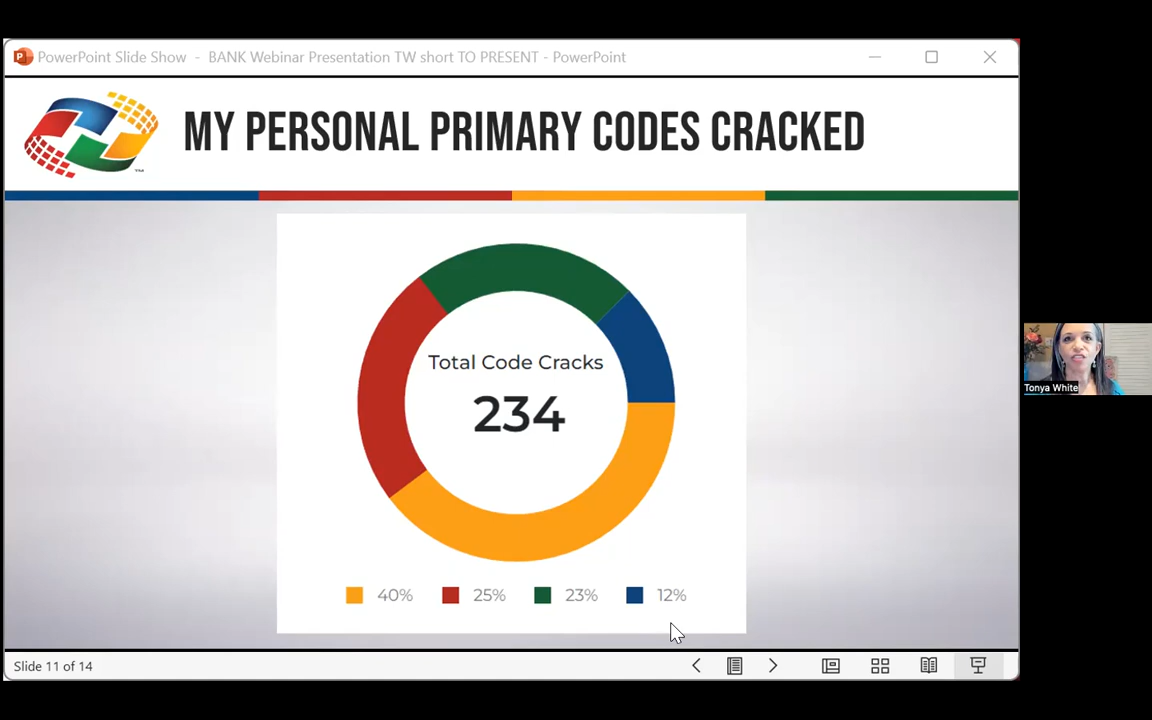 PowerPoint Slide Show - BANK Webinar Presentation TW short TO PRESENT - PowerPoint
MY PERSONAL PRIMARY CODES CRACKED
TM
Total Code Cracks
234
40% 25% 23% 12%
Tonya White
Slide 11 of 14